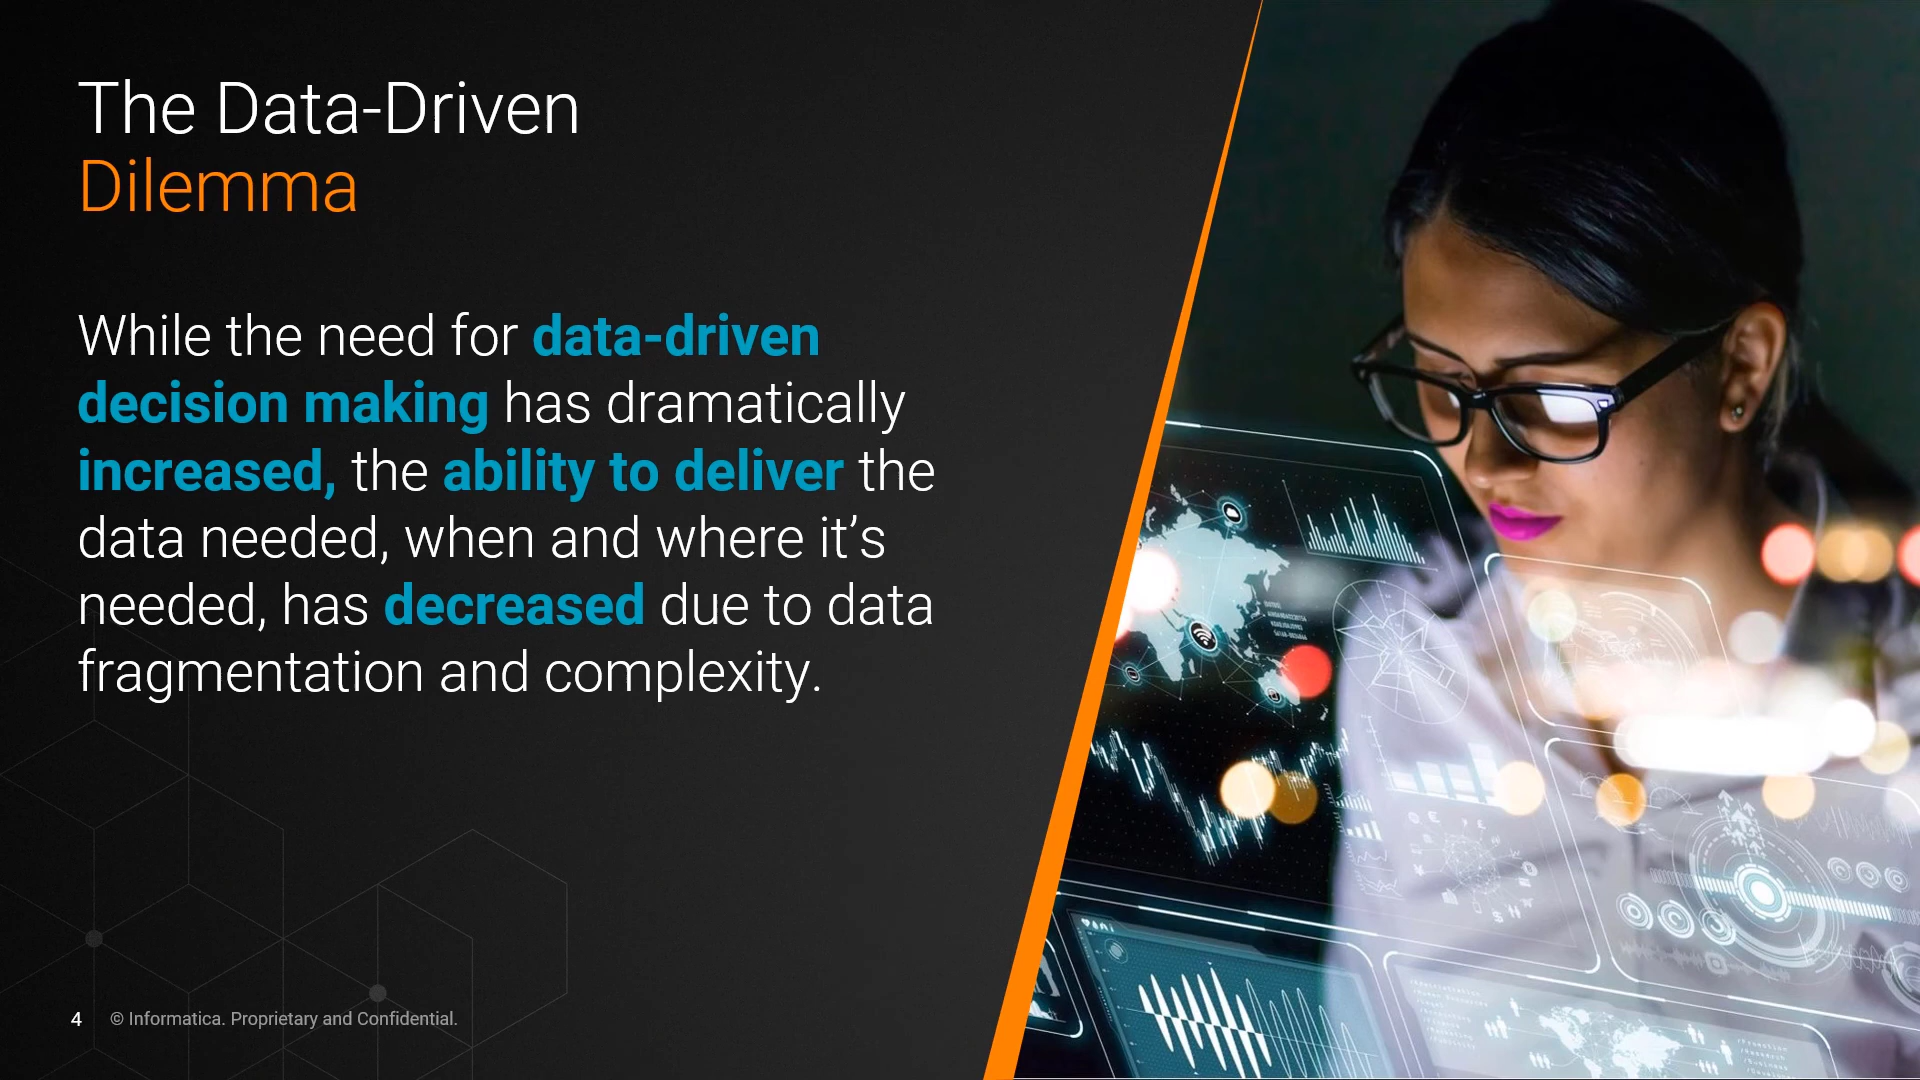 The Data-Driven
Dilemma
While the need for data-driven
decision making has dramatically
increased, the ability to deliver the
data needed, when and where it’s
needed, has decreased due to data
fragmentation and complexity.
4 © Informatica. Proprietary and Confidential.